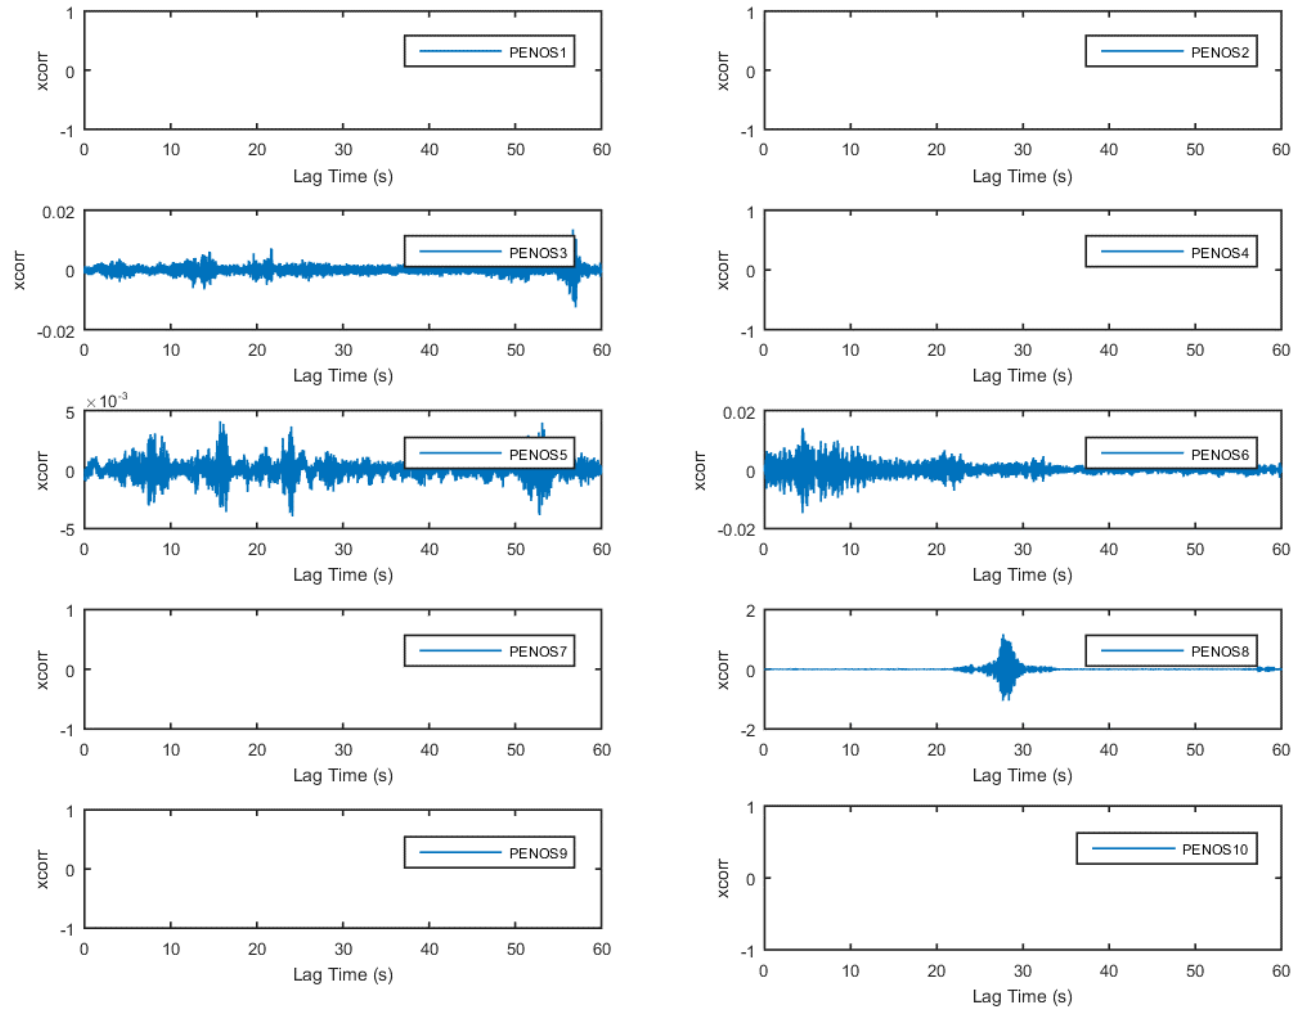 1
0
-1
xcorr
PENOS1
0 10 20 30 40 50 60
Lag Time (s)
1
0
-1
xcorr
PENOS2
0 10 20 30 40 50 60
Lag Time (s)
0.02
0
-0.02
xcorr
PENOS3
0 10 20 30 40 50 60
Lag Time (s)
1
0
-1
xcorr
PENOS4
0 10 20 30 40 50 60
Lag Time (s)
×10⁻³
5
0
-5
xcorr
PENOS5
0 10 20 30 40 50 60
Lag Time (s)
0.02
0
-0.02
xcorr
PENOS6
0 10 20 30 40 50 60
Lag Time (s)
1
0
-1
xcorr
PENOS7
0 10 20 30 40 50 60
Lag Time (s)
2
0
-2
xcorr
PENOS8
0 10 20 30 40 50 60
Lag Time (s)
1
0
-1
xcorr
PENOS9
0 10 20 30 40 50 60
Lag Time (s)
1
0
-1
xcorr
PENOS10
0 10 20 30 40 50 60
Lag Time (s)